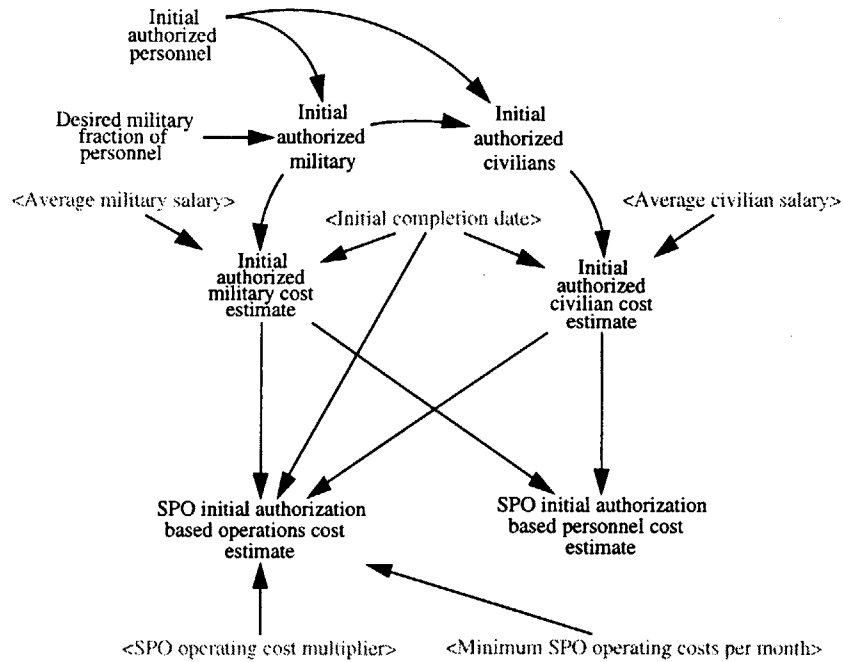 Initial
authorized
personnel
Desired military
fraction of
personnel
Initial
authorized
military
Initial
authorized
civilians
<Average military salary>
<Initial completion date>
<Average civilian salary>
Initial
authorized
military cost
estimate
Initial
authorized
civilian cost
estimate
SPO initial authorization
based operations cost
estimate
SPO initial authorization
based personnel cost
estimate
<SPO operating cost multiplier>
<Minimum SPO operating costs per month>